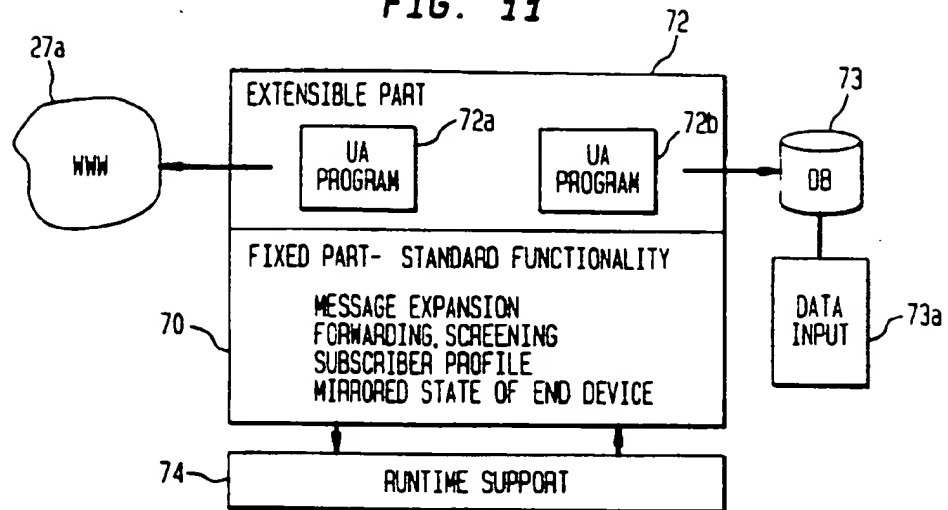 FIG. 11
72
27a
EXTENSIBLE PART
73
72a
72b
WWW
UA
PROGRAM
UA
PROGRAM
DB
FIXED PART- STANDARD FUNCTIONALITY
MESSAGE EXPANSION
FORWARDING, SCREENING
SUBSCRIBER PROFILE
MIRRORED STATE OF END DEVICE
70
DATA
INPUT
73a
74
RUNTIME SUPPORT